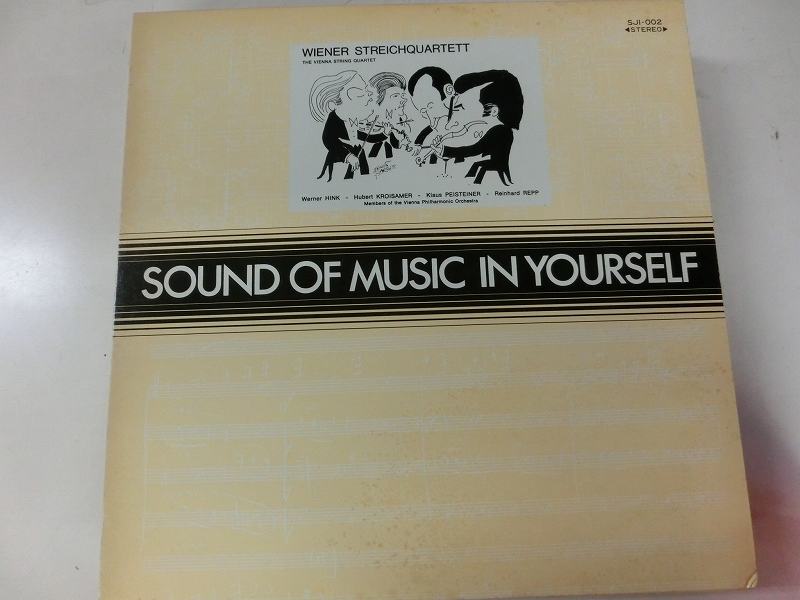 SJI-002
◀STEREO▶
WIENER STREICHQUARTETT
THE VIENNA STRING QUARTET
Werner HINK - Hubert KROISAMER - Klaus PEISTEINER - Reinhard REPP
Members of the Vienna Philharmonic Orchestra
SOUND OF MUSIC IN YOURSELF